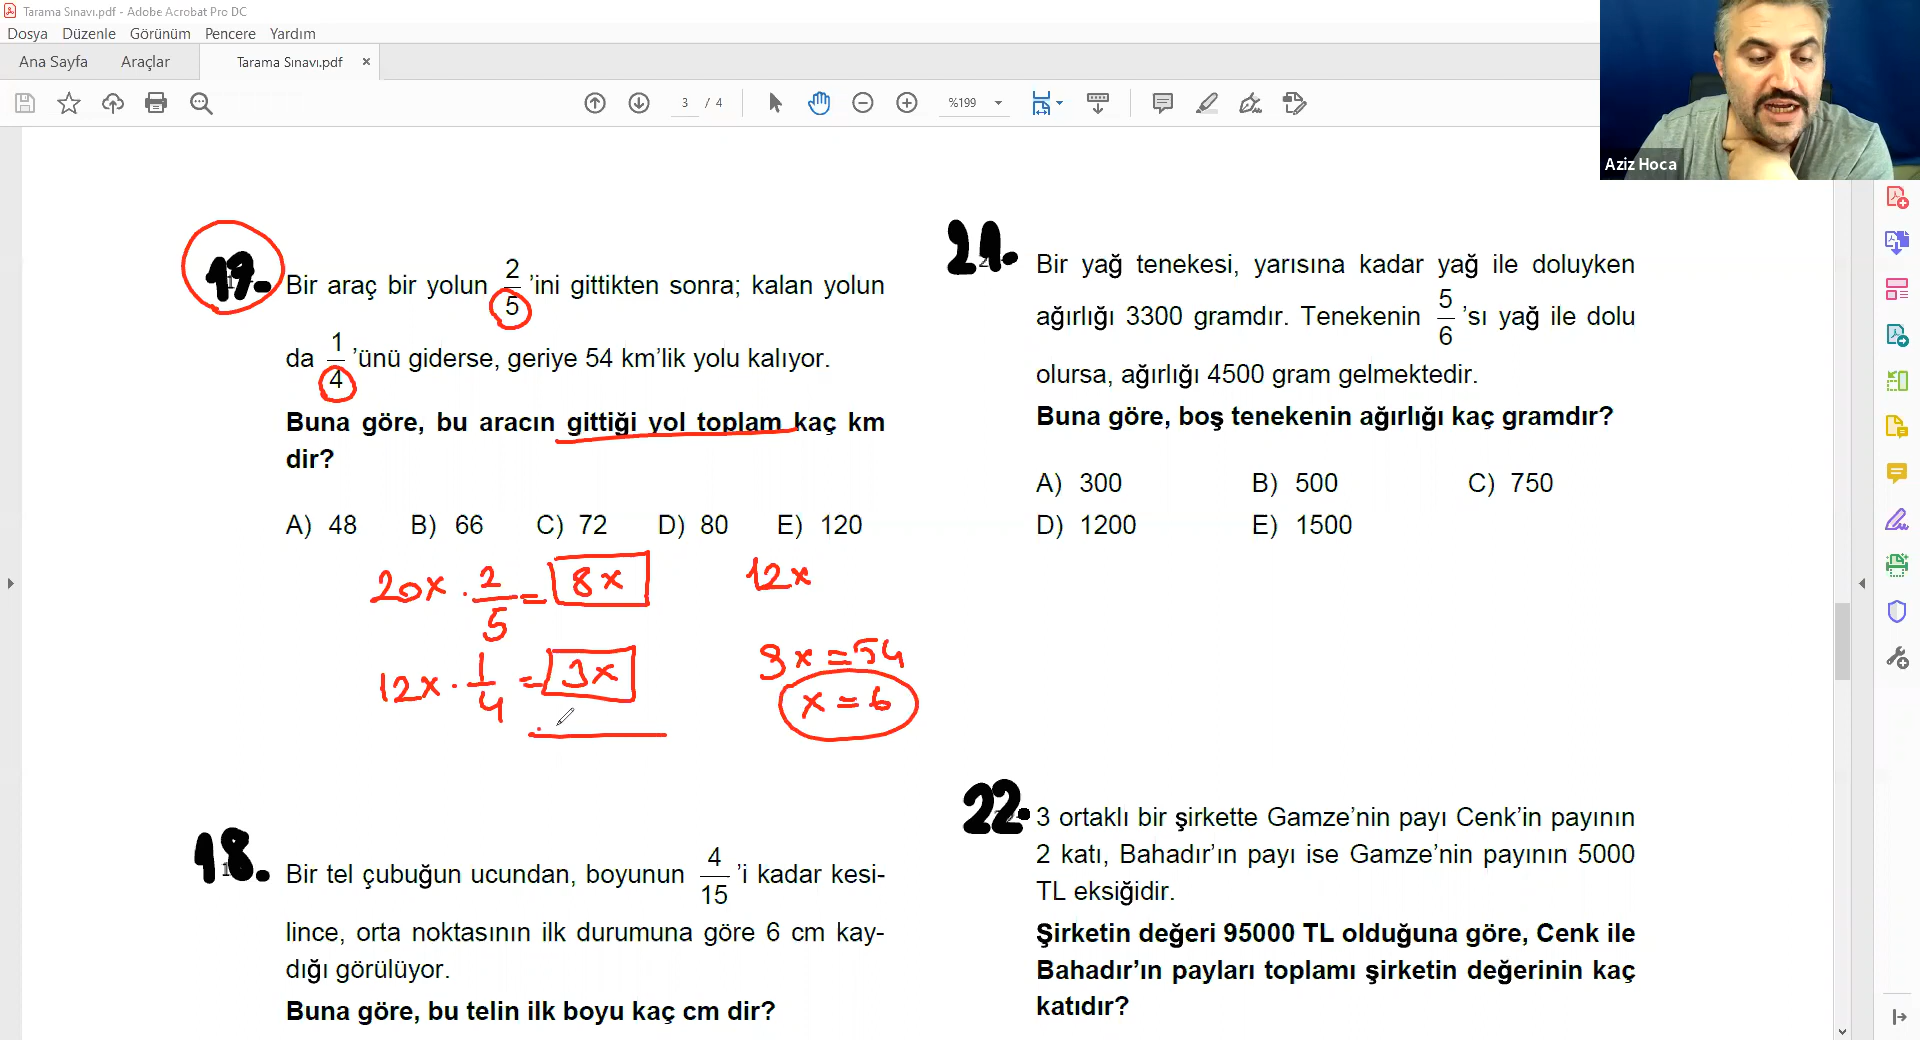 Tarama Sınavı.pdf - Adobe Acrobat Pro DC
Dosya Düzenle Görünüm Pencere Yardım
Ana Sayfa Araçlar Tarama Sınavı.pdf ×
3 / 4 %199
Aziz Hoca
17.
Bir araç bir yolun 2/5 'ini gittikten sonra; kalan yolun
da 1/4 'ünü giderse, geriye 54 km'lik yolu kalıyor.
Buna göre, bu aracın gittiği yol toplam kaç km
dir?
A) 48 B) 66 C) 72 D) 80 E) 120
20x · 2/5 = 8x 12x
12x · 1/4 = 3x
9x = 54
x = 6
18.
Bir tel çubuğun ucundan, boyunun 4/15 'i kadar kesi-
lince, orta noktasının ilk durumuna göre 6 cm kay-
dığı görülüyor.
Buna göre, bu telin ilk boyu kaç cm dir?
21.
Bir yağ tenekesi, yarısına kadar yağ ile doluyken
ağırlığı 3300 gramdır. Tenekenin 5/6 'sı yağ ile dolu
olursa, ağırlığı 4500 gram gelmektedir.
Buna göre, boş tenekenin ağırlığı kaç gramdır?
A) 300 B) 500 C) 750
D) 1200 E) 1500
22.
3 ortaklı bir şirkette Gamze'nin payı Cenk'in payının
2 katı, Bahadır'ın payı ise Gamze'nin payının 5000
TL eksiğidir.
Şirketin değeri 95000 TL olduğuna göre, Cenk ile
Bahadır'ın payları toplamı şirketin değerinin kaç
katıdır?